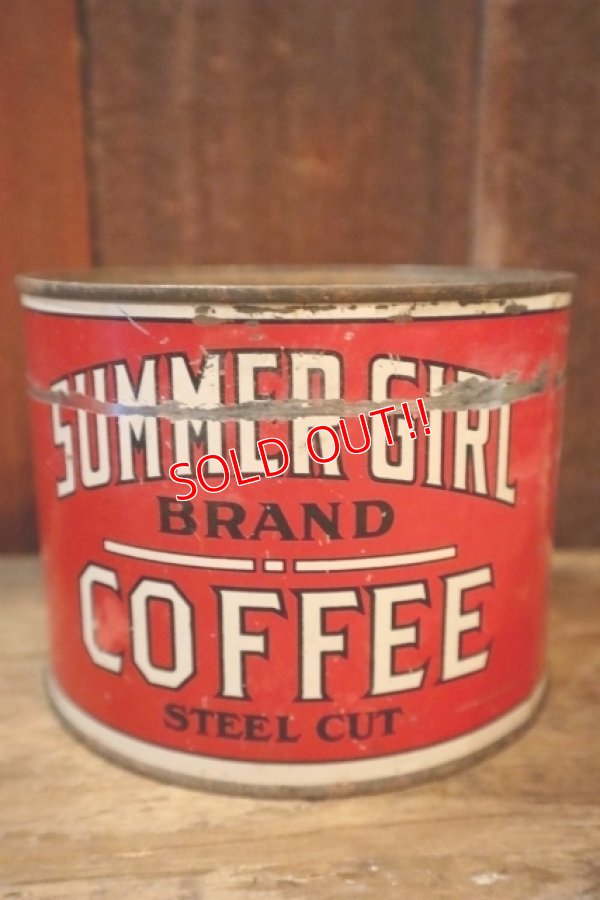 SUMMER GIRL
SOLD OUT!!
BRAND
COFFEE
STEEL CUT